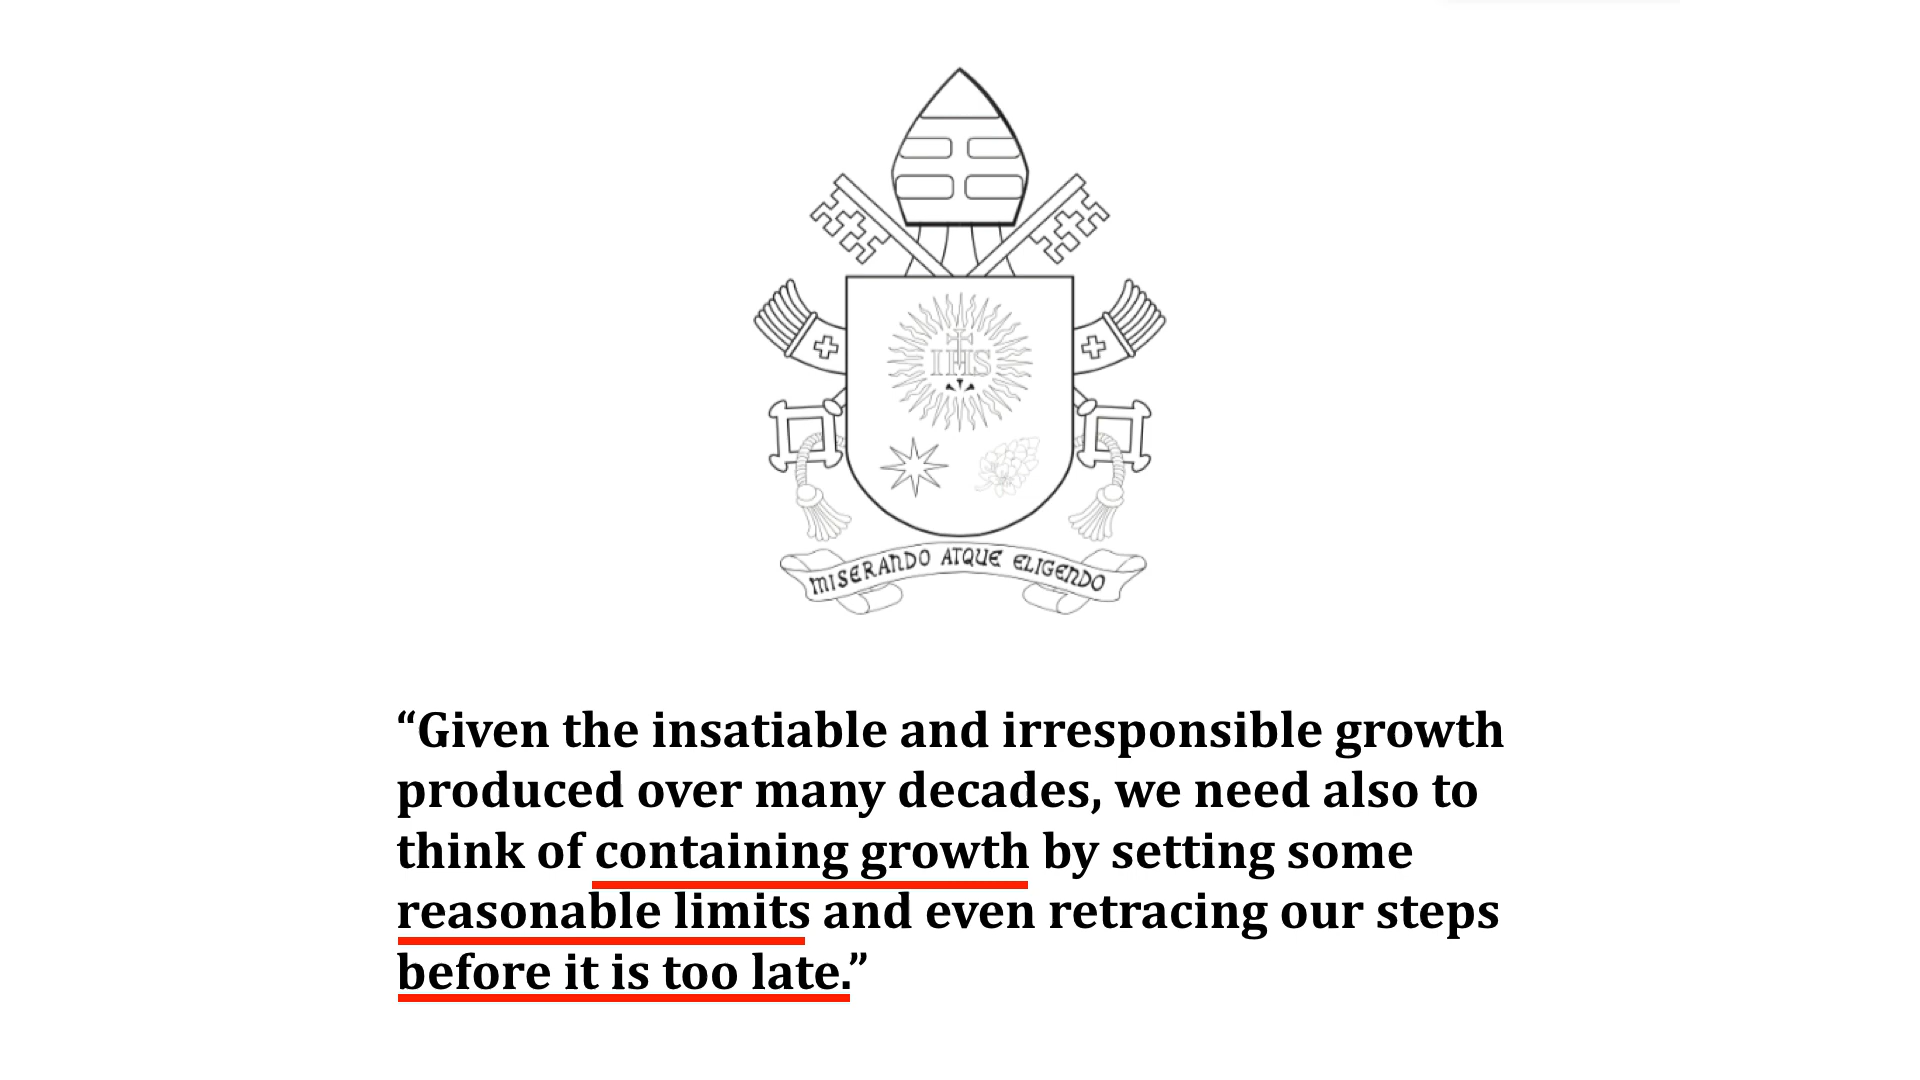 IHS
MISERANDO ATQUE ELIGENDO
“Given the insatiable and irresponsible growth
produced over many decades, we need also to
think of containing growth by setting some
reasonable limits and even retracing our steps
before it is too late.”